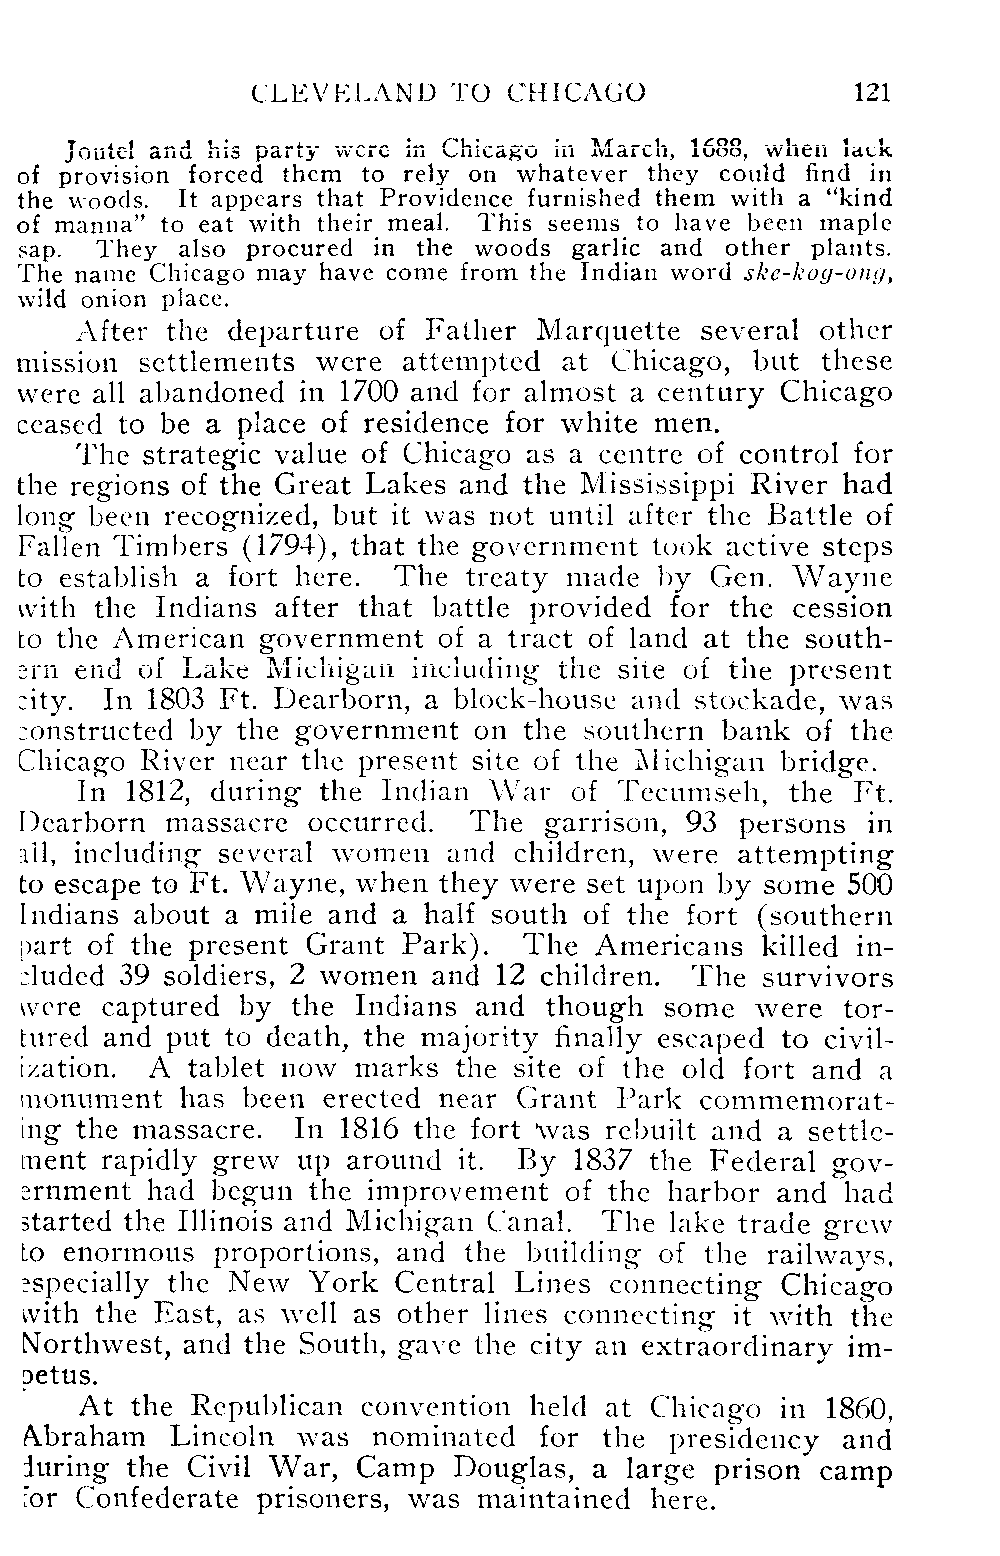 CLEVELAND TO CHICAGO 121
Joutel and his party were in Chicago in March, 1688, when lack
of provision forced them to rely on whatever they could find in
the woods. It appears that Providence furnished them with a “kind
of manna” to eat with their meal. This seems to have been maple
sap. They also procured in the woods garlic and other plants.
The name Chicago may have come from the Indian word ske-kog-ong,
wild onion place.
After the departure of Father Marquette several other
mission settlements were attempted at Chicago, but these
were all abandoned in 1700 and for almost a century Chicago
ceased to be a place of residence for white men.
The strategic value of Chicago as a centre of control for
the regions of the Great Lakes and the Mississippi River had
long been recognized, but it was not until after the Battle of
Fallen Timbers (1794), that the government took active steps
to establish a fort here. The treaty made by Gen. Wayne
with the Indians after that battle provided for the cession
to the American government of a tract of land at the south-
ern end of Lake Michigan including the site of the present
city. In 1803 Ft. Dearborn, a block-house and stockade, was
constructed by the government on the southern bank of the
Chicago River near the present site of the Michigan bridge.
In 1812, during the Indian War of Tecumseh, the Ft.
Dearborn massacre occurred. The garrison, 93 persons in
all, including several women and children, were attempting
to escape to Ft. Wayne, when they were set upon by some 500
Indians about a mile and a half south of the fort (southern
part of the present Grant Park). The Americans killed in-
cluded 39 soldiers, 2 women and 12 children. The survivors
were captured by the Indians and though some were tor-
tured and put to death, the majority finally escaped to civil-
ization. A tablet now marks the site of the old fort and a
monument has been erected near Grant Park commemorat-
ing the massacre. In 1816 the fort was rebuilt and a settle-
ment rapidly grew up around it. By 1837 the Federal gov-
ernment had begun the improvement of the harbor and had
started the Illinois and Michigan Canal. The lake trade grew
to enormous proportions, and the building of the railways,
especially the New York Central Lines connecting Chicago
with the East, as well as other lines connecting it with the
Northwest, and the South, gave the city an extraordinary im-
petus.
At the Republican convention held at Chicago in 1860,
Abraham Lincoln was nominated for the presidency and
during the Civil War, Camp Douglas, a large prison camp
for Confederate prisoners, was maintained here.